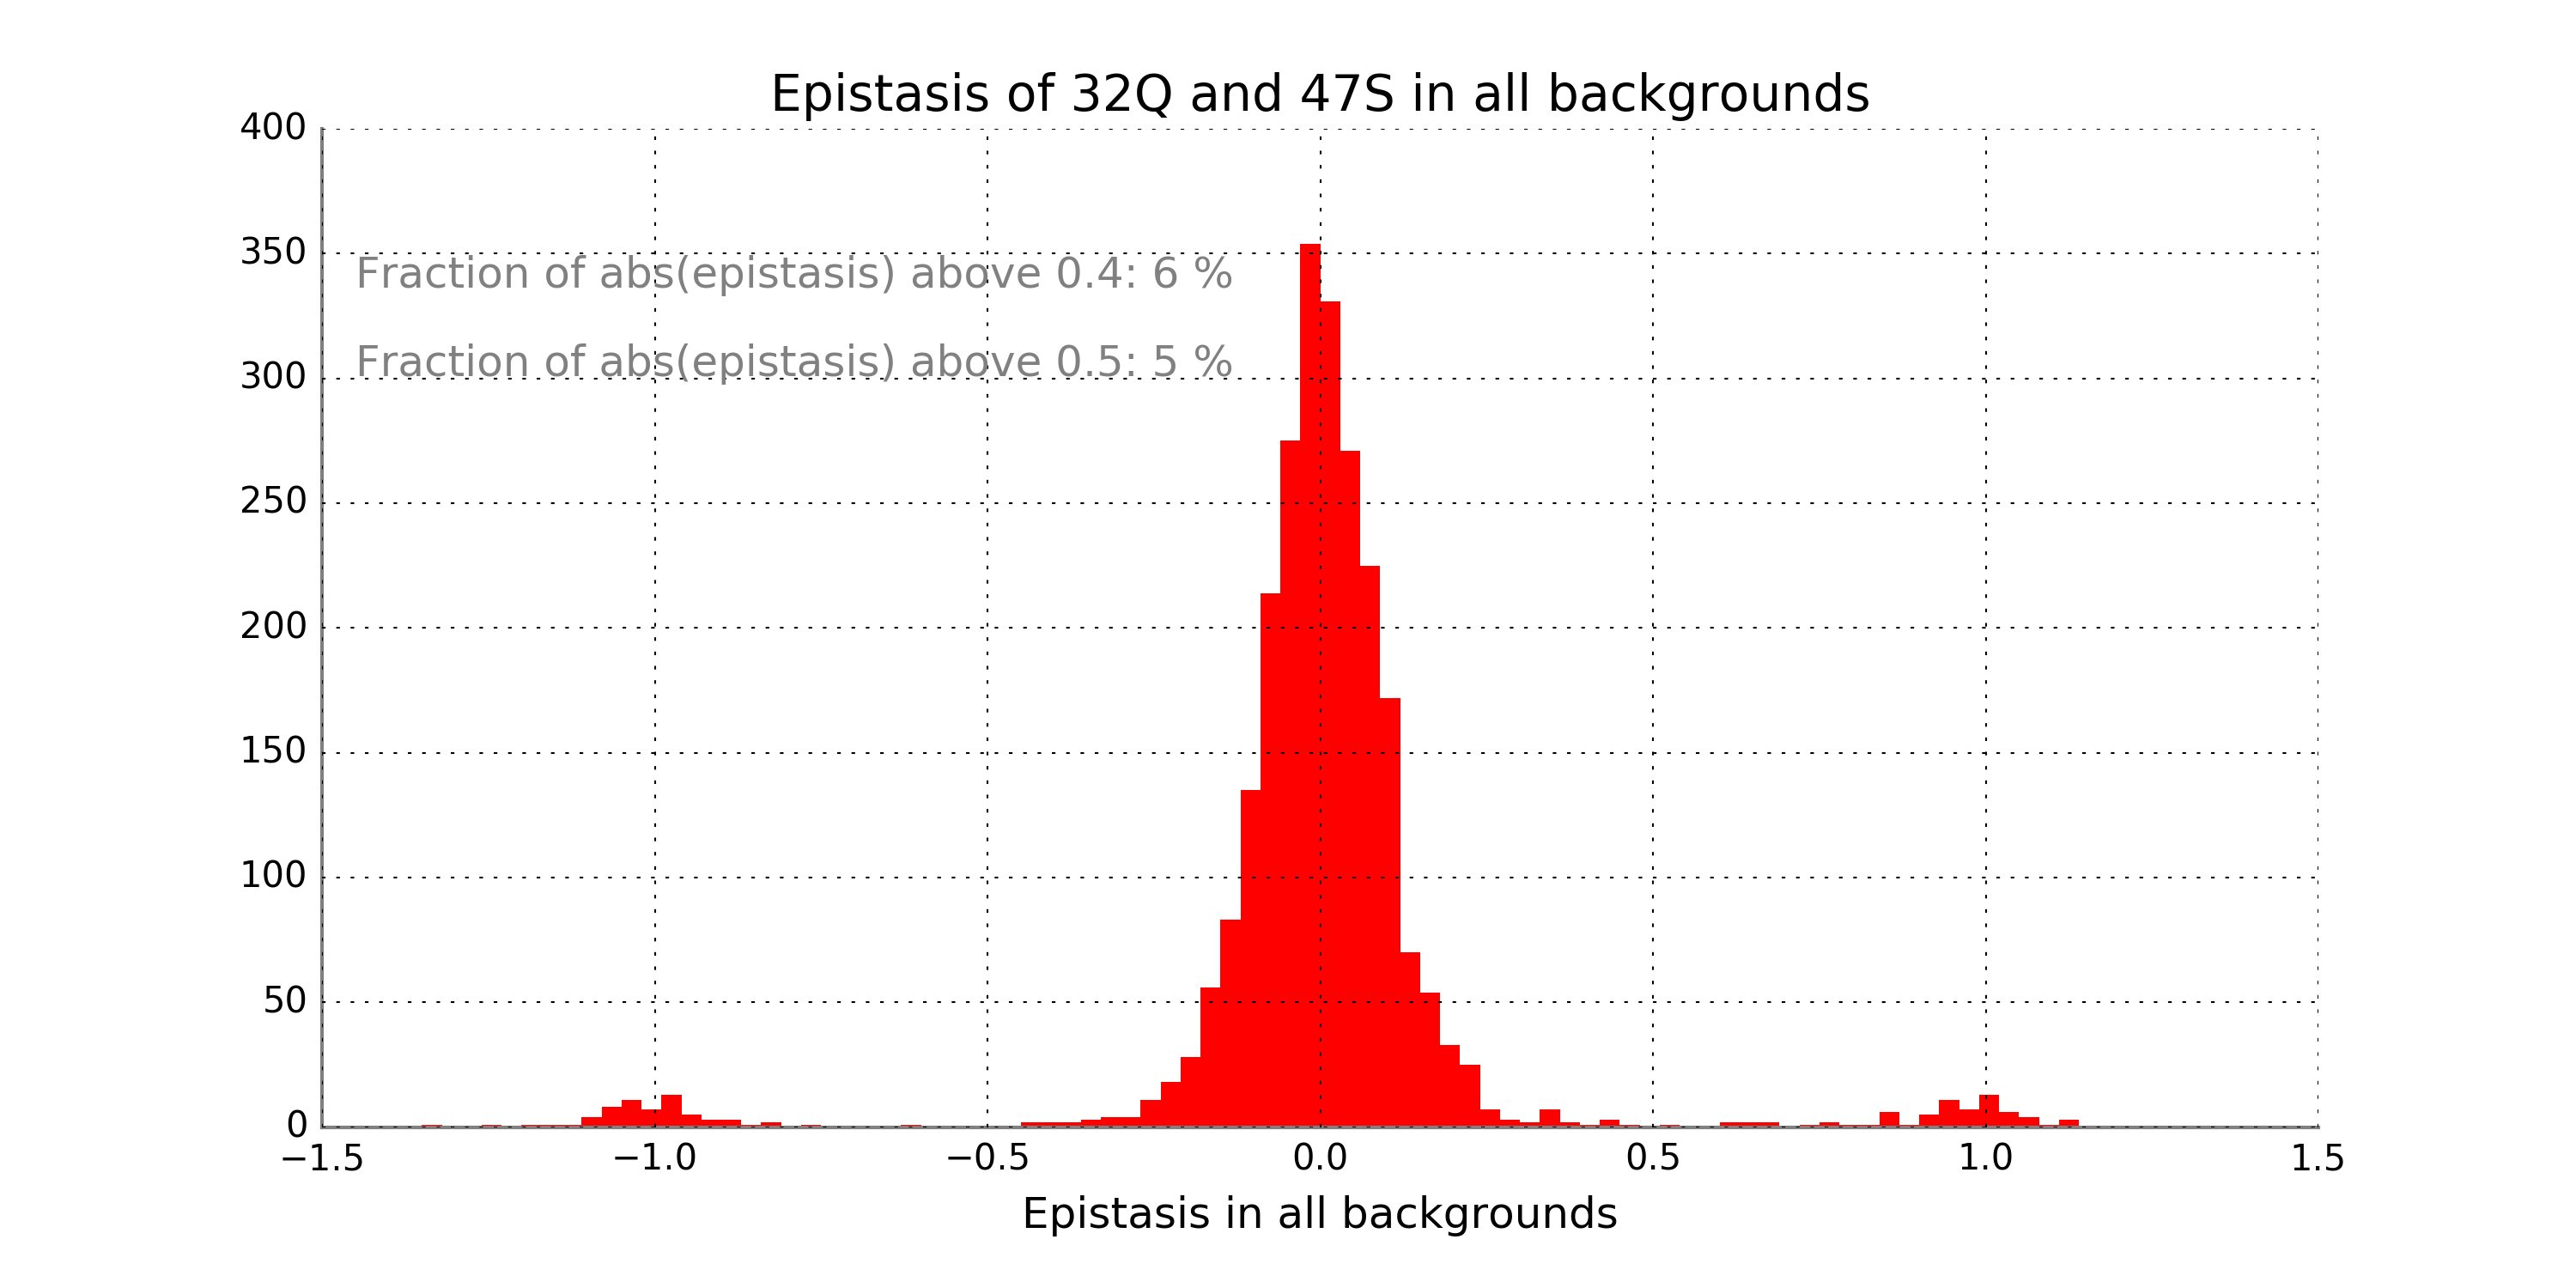 Epistasis of 32Q and 47S in all backgrounds
400
350
Fraction of abs(epistasis) above 0.4: 6 %
Fraction of abs(epistasis) above 0.5: 5 %
300
250
200
150
100
50
0
−1.5 −1.0 −0.5 0.0 0.5 1.0 1.5
Epistasis in all backgrounds